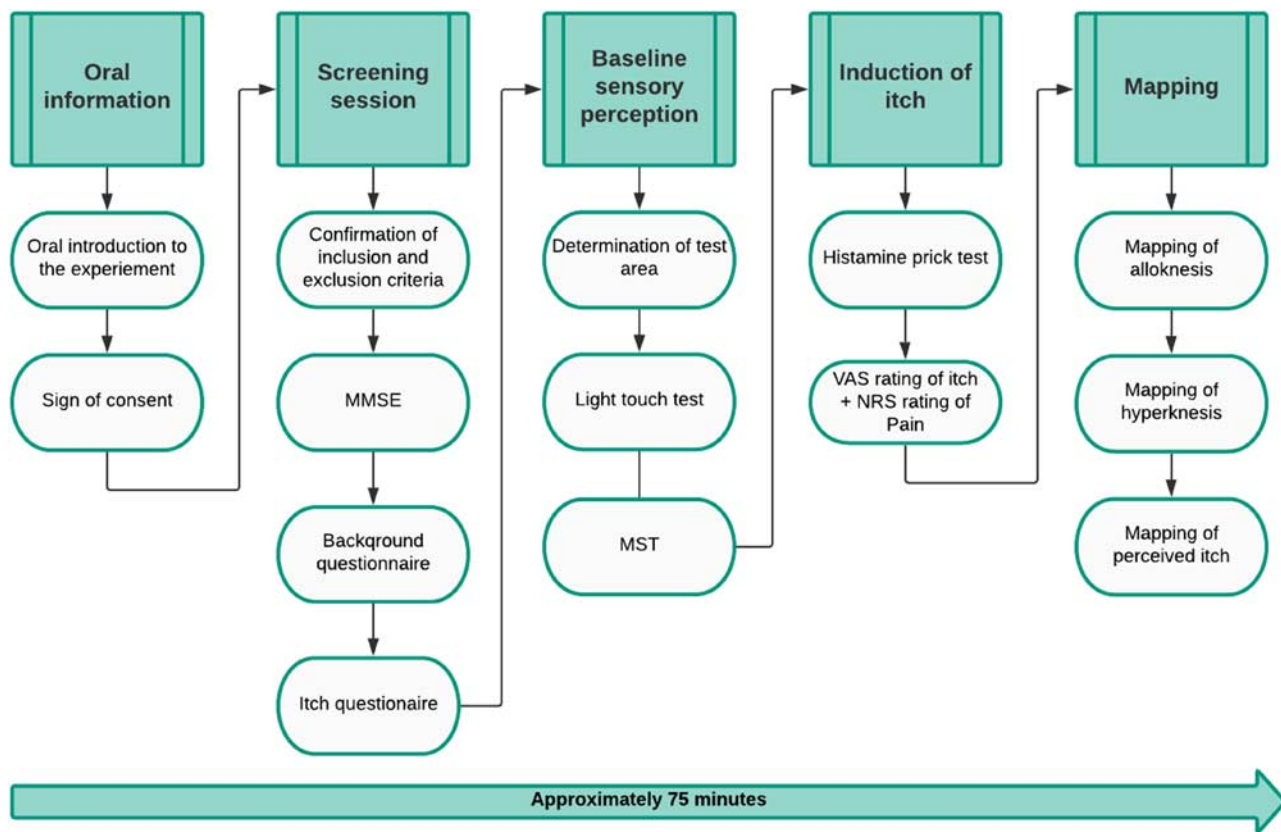 Oral
information
Oral introduction to
the experiement
Sign of consent
Screening
session
Confirmation of
inclusion and
exclusion criteria
MMSE
Backqround
questionnaire
Itch questionaire
Baseline
sensory
perception
Determination of test
area
Light touch test
MST
Induction of
itch
Histamine prick test
VAS rating of itch
+ NRS rating of
Pain
Mapping
Mapping of
alloknesis
Mapping of
hyperknesis
Mapping of
perceived itch
Approximately 75 minutes